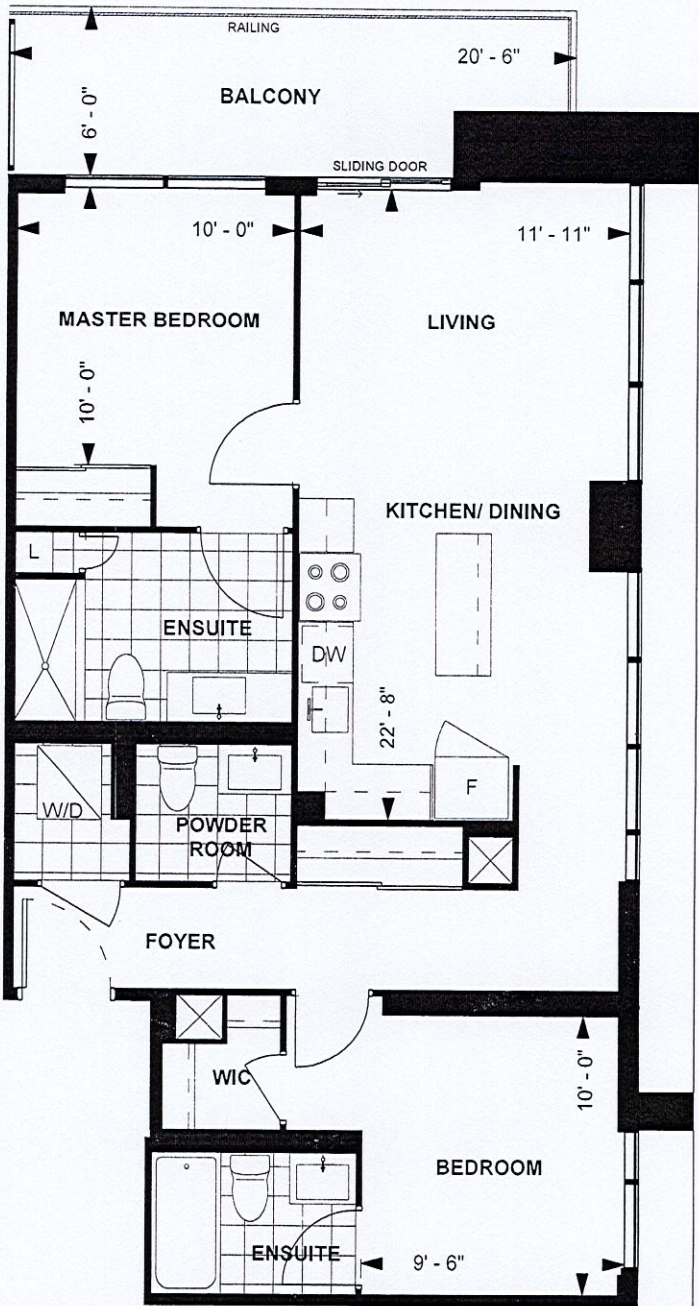 RAILING
20' - 6"
BALCONY
6' - 0"
SLIDING DOOR
10' - 0"
11' - 11"
MASTER BEDROOM
LIVING
10' - 0"
KITCHEN/ DINING
L
ENSUITE
DW
22' - 8"
F
W/D
POWDER
ROOM
FOYER
WIC
10' - 0"
BEDROOM
ENSUITE
9' - 6"